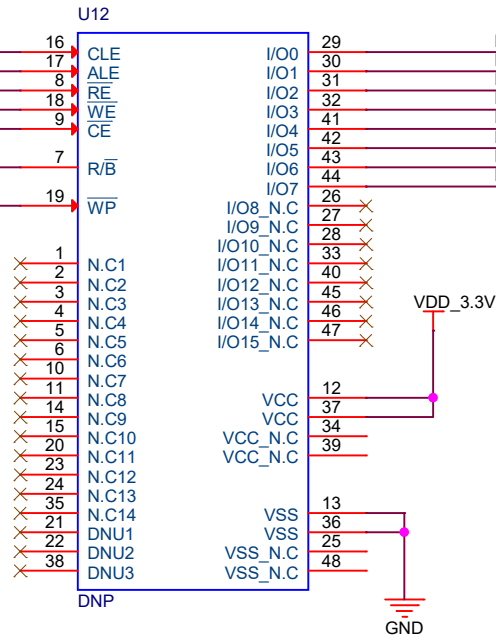 U12
16 CLE I/O0 29
17 ALE I/O1 30
8 RE I/O2 31
18 WE I/O3 32
9 CE I/O4 41
I/O5 42
7 R/B I/O6 43
I/O7 44
19 WP I/O8_N.C 26
I/O9_N.C 27
I/O10_N.C 28
1 N.C1 I/O11_N.C 33
2 N.C2 I/O12_N.C 40
3 N.C3 I/O13_N.C 45
4 N.C4 I/O14_N.C 46
5 N.C5 I/O15_N.C 47
VDD_3.3V
6 N.C6
10 N.C7
11 N.C8 VCC 12
14 N.C9 VCC 37
15 N.C10 VCC_N.C 34
20 N.C11 VCC_N.C 39
23 N.C12
24 N.C13
35 N.C14 VSS 13
21 DNU1 VSS 36
22 DNU2 VSS_N.C 25
38 DNU3 VSS_N.C 48
DNP
GND